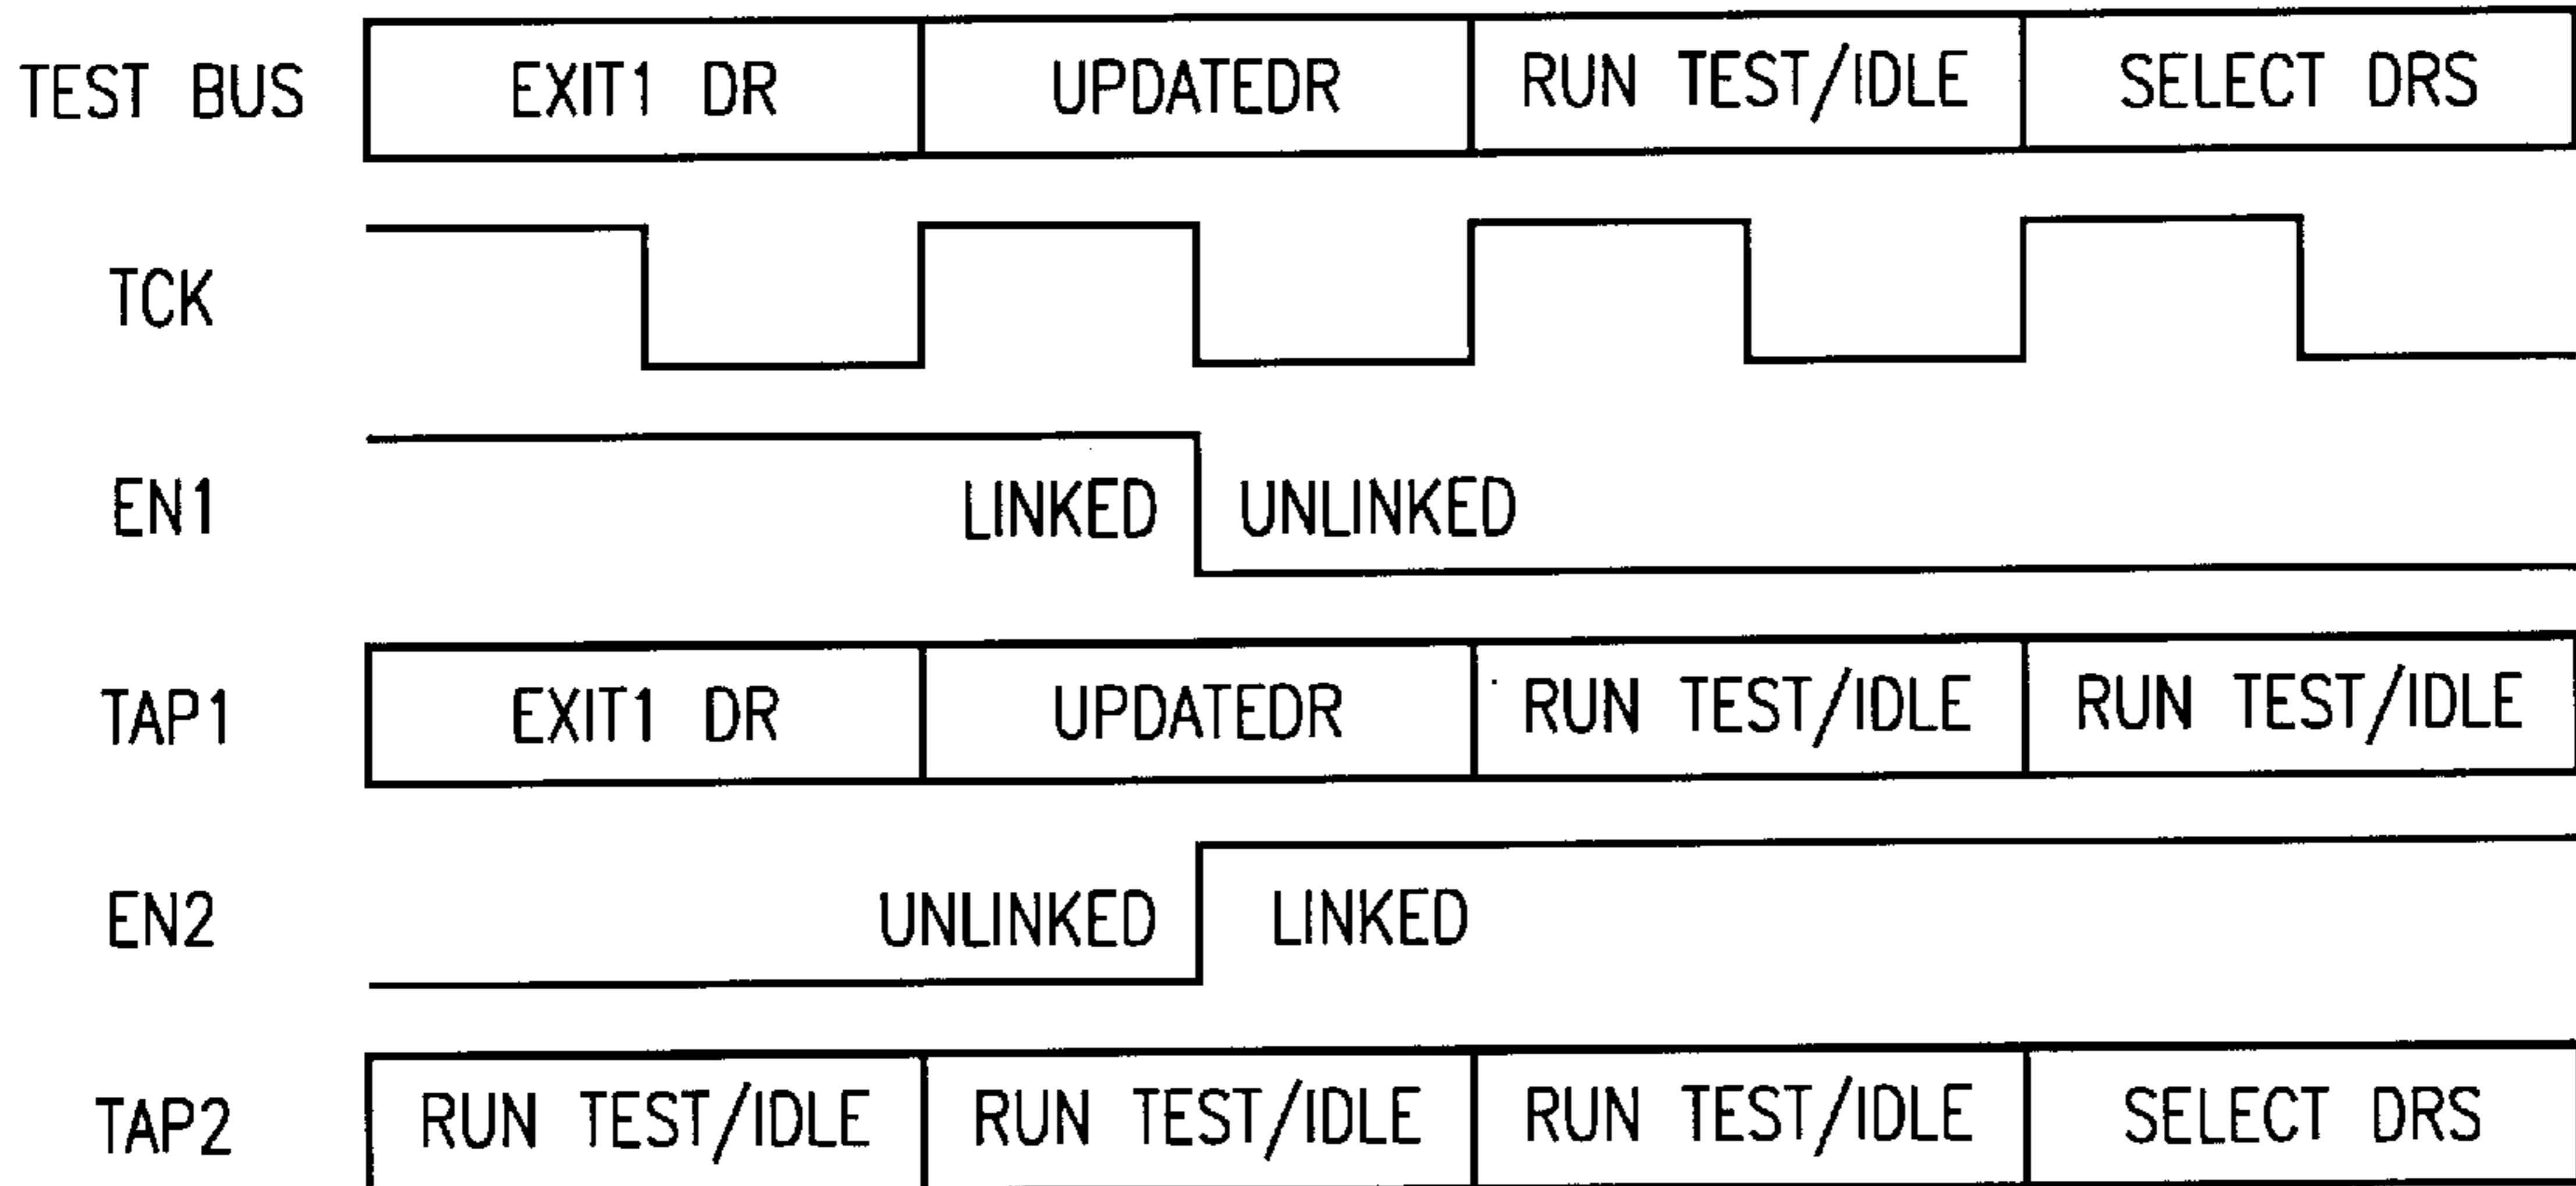 TEST BUS EXIT1 DR UPDATEDR RUN TEST/IDLE SELECT DRS
TCK
EN1 LINKED UNLINKED
TAP1 EXIT1 DR UPDATEDR RUN TEST/IDLE RUN TEST/IDLE
EN2 UNLINKED LINKED
TAP2 RUN TEST/IDLE RUN TEST/IDLE RUN TEST/IDLE SELECT DRS